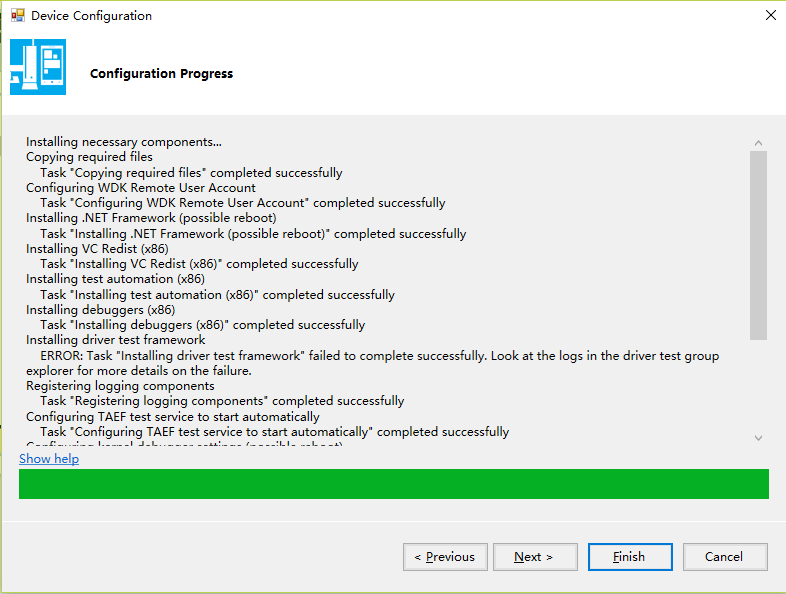 Device Configuration
Configuration Progress
Installing necessary components...
Copying required files
Task "Copying required files" completed successfully
Configuring WDK Remote User Account
Task "Configuring WDK Remote User Account" completed successfully
Installing .NET Framework (possible reboot)
Task "Installing .NET Framework (possible reboot)" completed successfully
Installing VC Redist (x86)
Task "Installing VC Redist (x86)" completed successfully
Installing test automation (x86)
Task "Installing test automation (x86)" completed successfully
Installing debuggers (x86)
Task "Installing debuggers (x86)" completed successfully
Installing driver test framework
ERROR: Task "Installing driver test framework" failed to complete successfully. Look at the logs in the driver test group
explorer for more details on the failure.
Registering logging components
Task "Registering logging components" completed successfully
Configuring TAEF test service to start automatically
Task "Configuring TAEF test service to start automatically" completed successfully
Configuring kernel debugger settings (possible reboot)
Show help
< Previous
Next >
Finish
Cancel